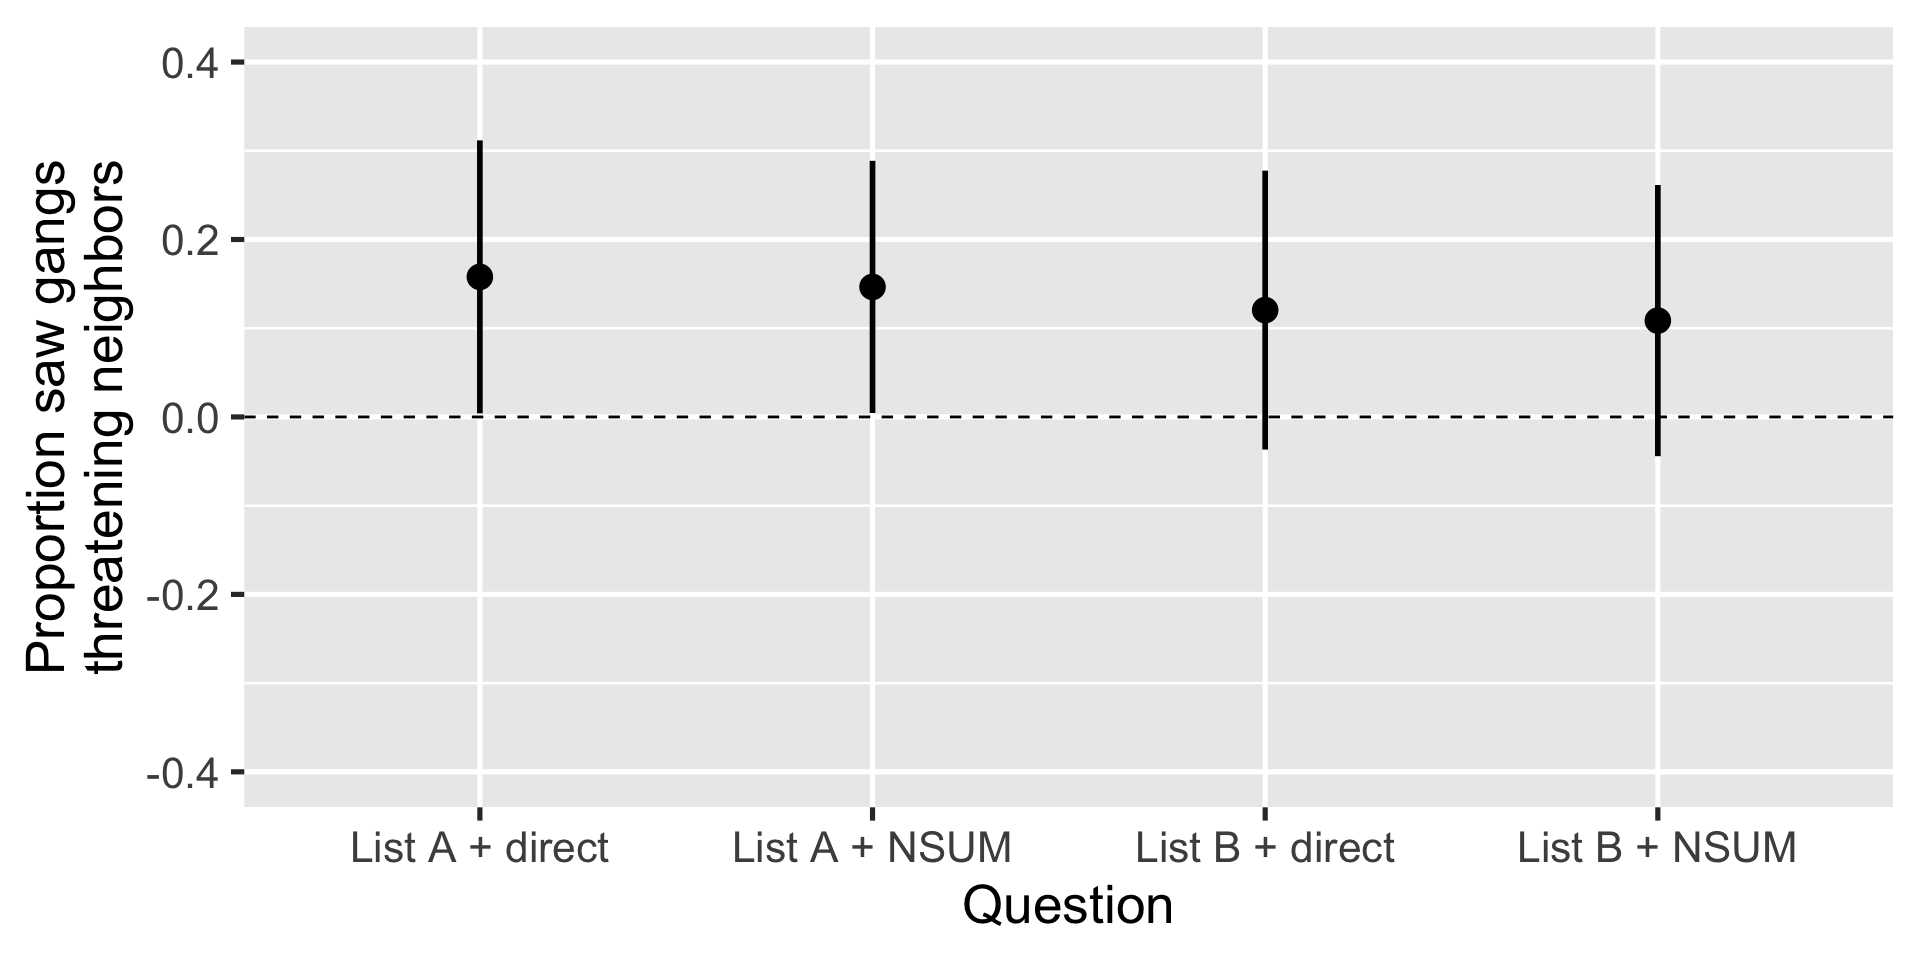 Proportion saw gangs
threatening neighbors
0.4
0.2
0.0
-0.2
-0.4
List A + direct
List A + NSUM
List B + direct
List B + NSUM
Question